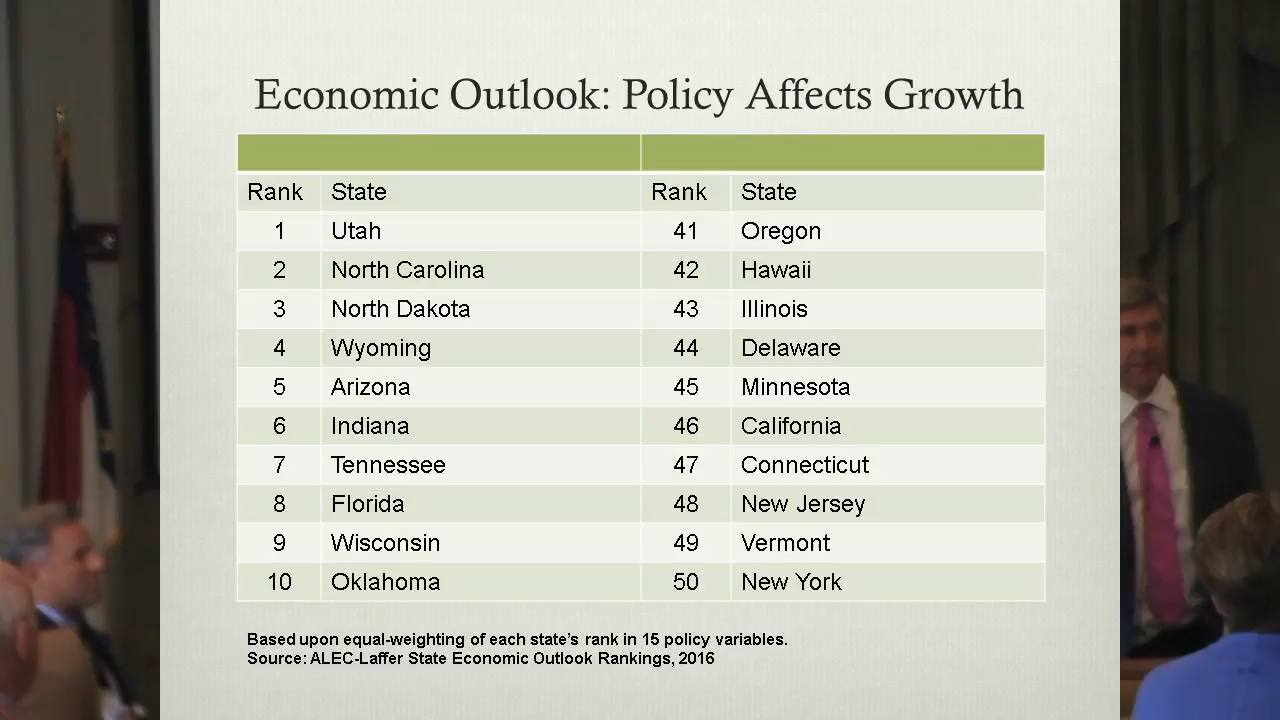 Economic Outlook: Policy Affects Growth
Rank State Rank State
1 Utah 41 Oregon
2 North Carolina 42 Hawaii
3 North Dakota 43 Illinois
4 Wyoming 44 Delaware
5 Arizona 45 Minnesota
6 Indiana 46 California
7 Tennessee 47 Connecticut
8 Florida 48 New Jersey
9 Wisconsin 49 Vermont
10 Oklahoma 50 New York
Based upon equal-weighting of each state's rank in 15 policy variables.
Source: ALEC-Laffer State Economic Outlook Rankings, 2016